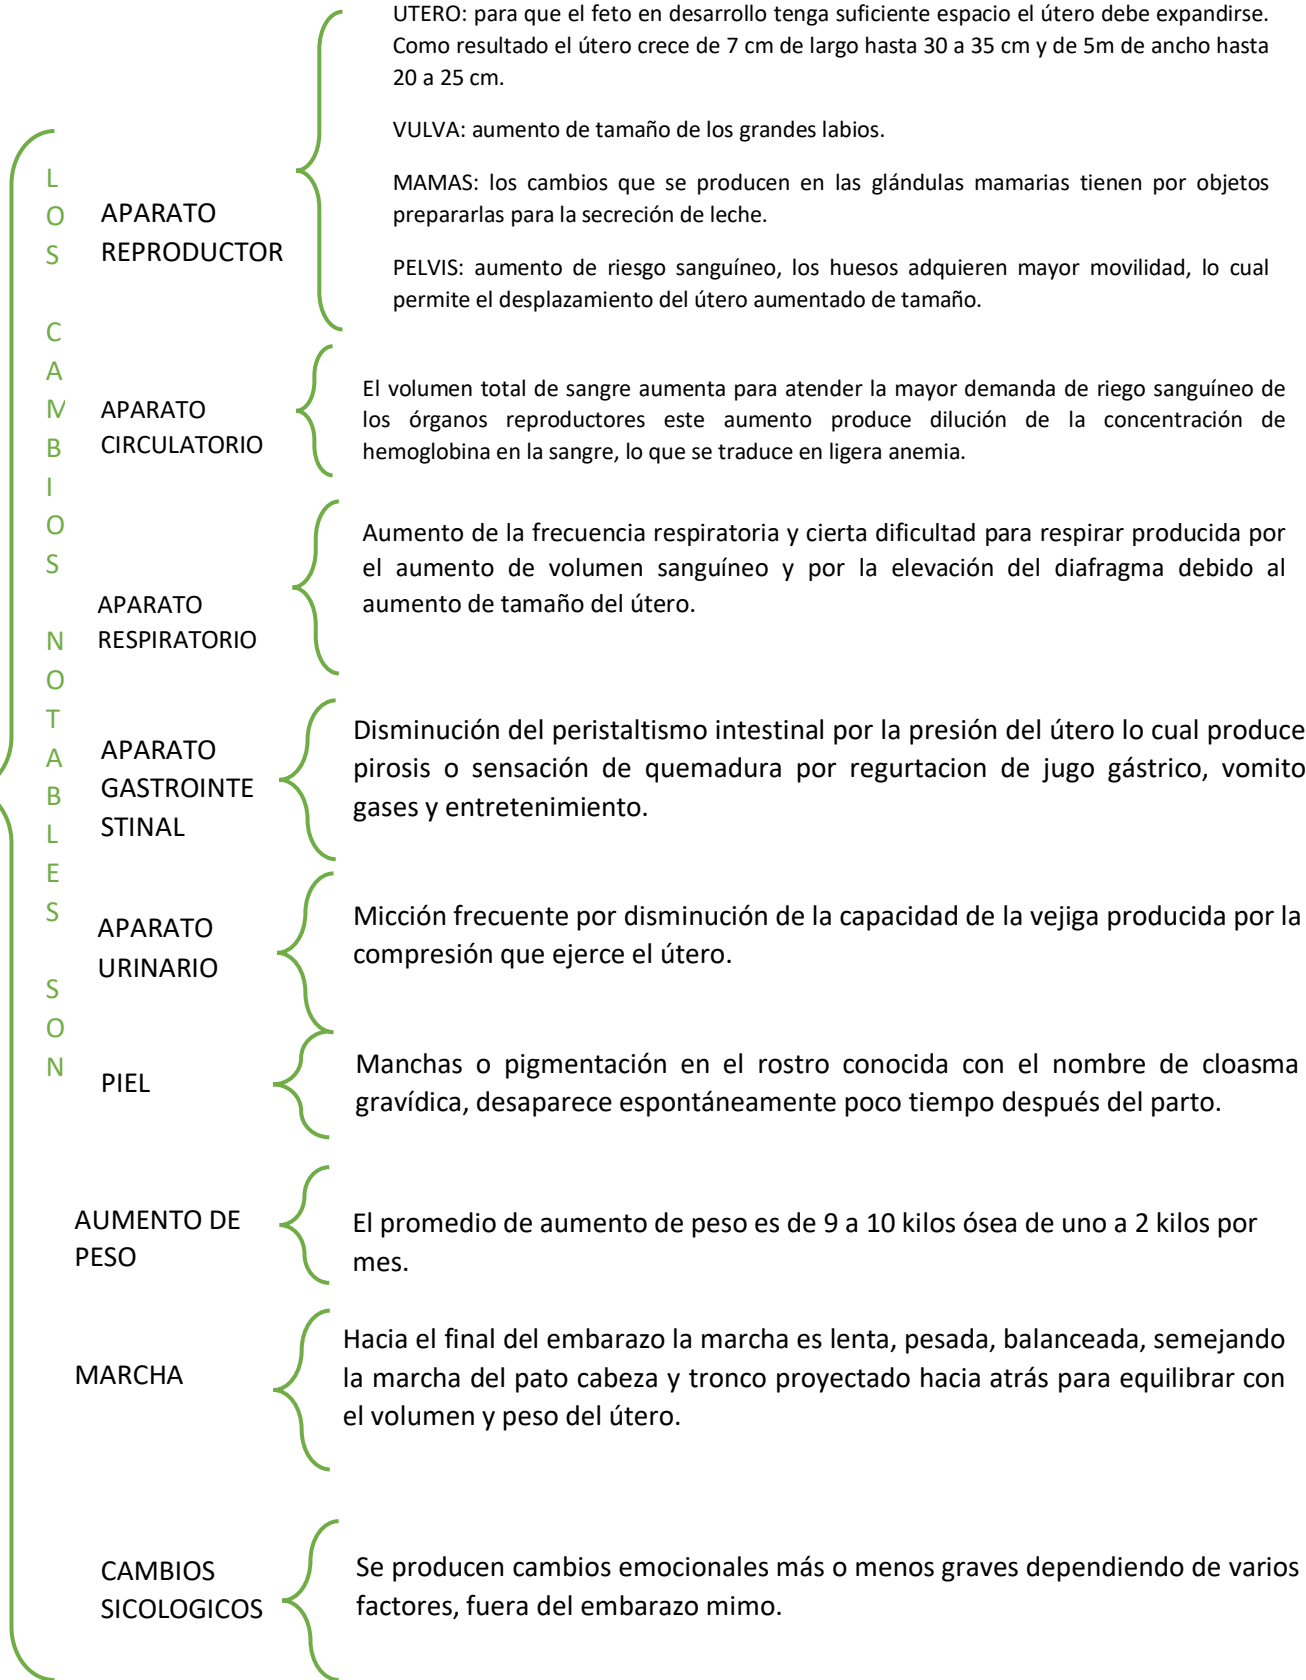 LOS CAMBIOS NOTABLES SON
APARATO
REPRODUCTOR
UTERO: para que el feto en desarrollo tenga suficiente espacio el útero debe expandirse.
Como resultado el útero crece de 7 cm de largo hasta 30 a 35 cm y de 5m de ancho hasta
20 a 25 cm.
VULVA: aumento de tamaño de los grandes labios.
MAMAS: los cambios que se producen en las glándulas mamarias tienen por objetos
prepararlas para la secreción de leche.
PELVIS: aumento de riesgo sanguíneo, los huesos adquieren mayor movilidad, lo cual
permite el desplazamiento del útero aumentado de tamaño.
APARATO
CIRCULATORIO
El volumen total de sangre aumenta para atender la mayor demanda de riego sanguíneo de
los órganos reproductores este aumento produce dilución de la concentración de
hemoglobina en la sangre, lo que se traduce en ligera anemia.
APARATO
RESPIRATORIO
Aumento de la frecuencia respiratoria y cierta dificultad para respirar producida por
el aumento de volumen sanguíneo y por la elevación del diafragma debido al
aumento de tamaño del útero.
APARATO
GASTROINTE
STINAL
Disminución del peristaltismo intestinal por la presión del útero lo cual produce
pirosis o sensación de quemadura por regurtacion de jugo gástrico, vomito
gases y entretenimiento.
APARATO
URINARIO
Micción frecuente por disminución de la capacidad de la vejiga producida por la
compresión que ejerce el útero.
PIEL
Manchas o pigmentación en el rostro conocida con el nombre de cloasma
gravídica, desaparece espontáneamente poco tiempo después del parto.
AUMENTO DE
PESO
El promedio de aumento de peso es de 9 a 10 kilos ósea de uno a 2 kilos por
mes.
MARCHA
Hacia el final del embarazo la marcha es lenta, pesada, balanceada, semejando
la marcha del pato cabeza y tronco proyectado hacia atrás para equilibrar con
el volumen y peso del útero.
CAMBIOS
SICOLOGICOS
Se producen cambios emocionales más o menos graves dependiendo de varios
factores, fuera del embarazo mimo.